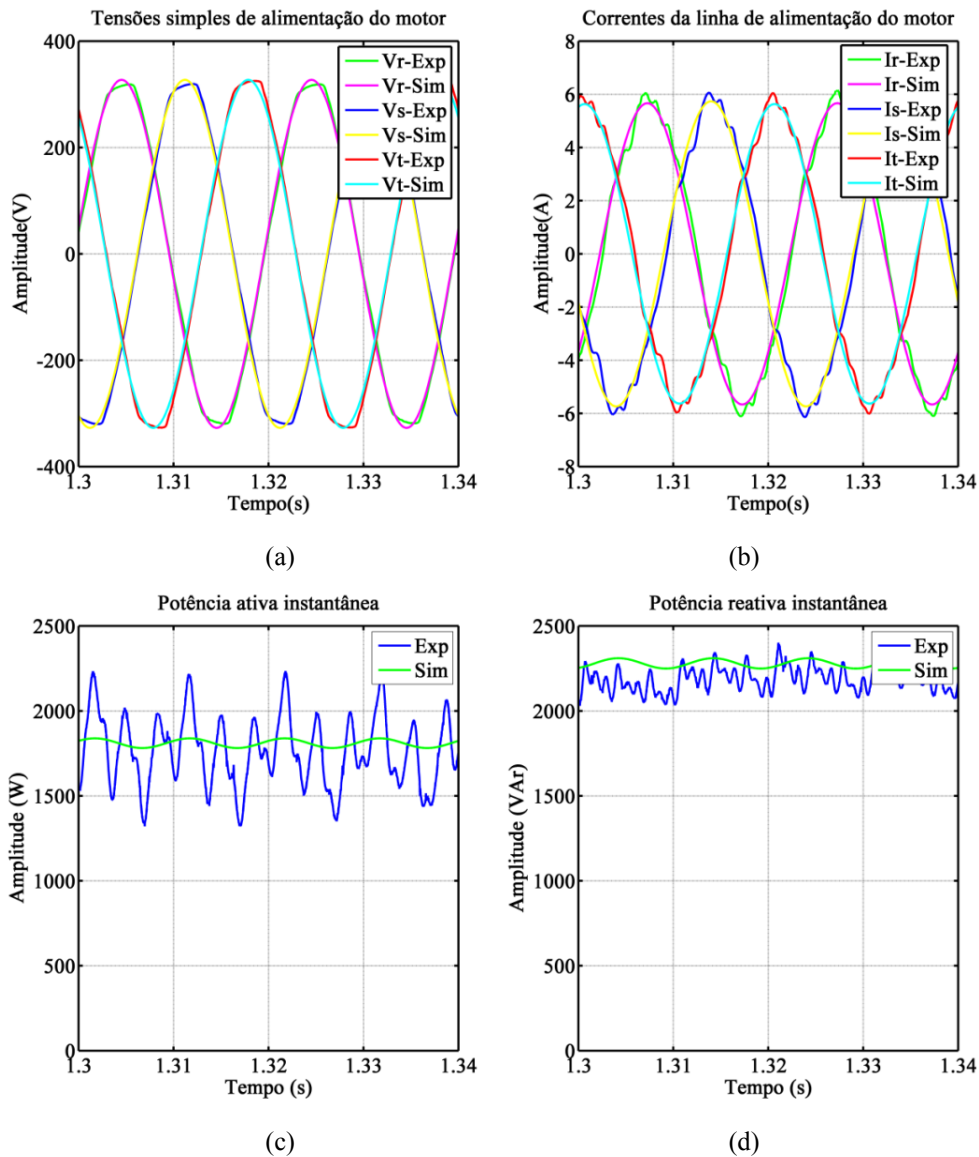 Tensões simples de alimentação do motor
400
200
0
-200
-400
Amplitude(V)
Vr-Exp
Vr-Sim
Vs-Exp
Vs-Sim
Vt-Exp
Vt-Sim
1.3 1.31 1.32 1.33 1.34
Tempo(s)
(a)
Correntes da linha de alimentação do motor
8
6
4
2
0
-2
-4
-6
-8
Amplitude(A)
Ir-Exp
Ir-Sim
Is-Exp
Is-Sim
It-Exp
It-Sim
1.3 1.31 1.32 1.33 1.34
Tempo(s)
(b)
Potência ativa instantânea
2500
2000
1500
1000
500
0
Amplitude (W)
Exp
Sim
1.3 1.31 1.32 1.33 1.34
Tempo (s)
(c)
Potência reativa instantânea
2500
2000
1500
1000
500
0
Amplitude (VAr)
Exp
Sim
1.3 1.31 1.32 1.33 1.34
Tempo (s)
(d)